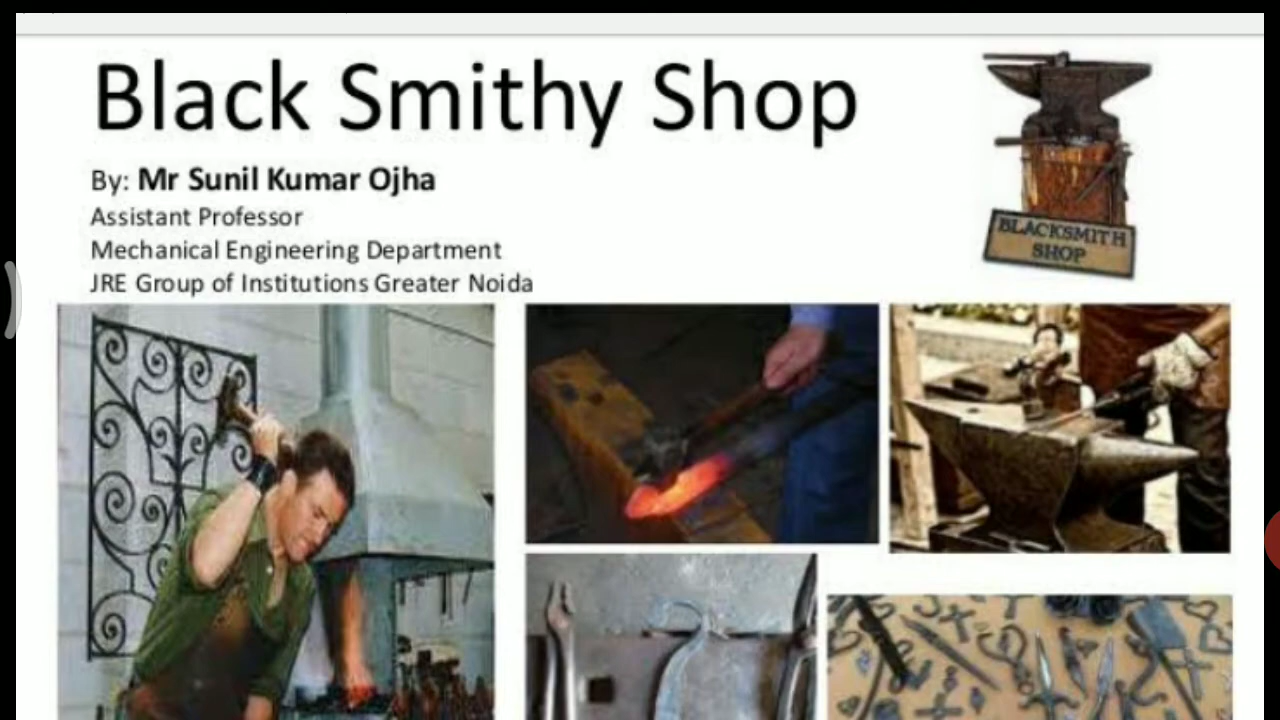 Black Smithy Shop
By: Mr Sunil Kumar Ojha
Assistant Professor
Mechanical Engineering Department
JRE Group of Institutions Greater Noida
BLACKSMITH
SHOP